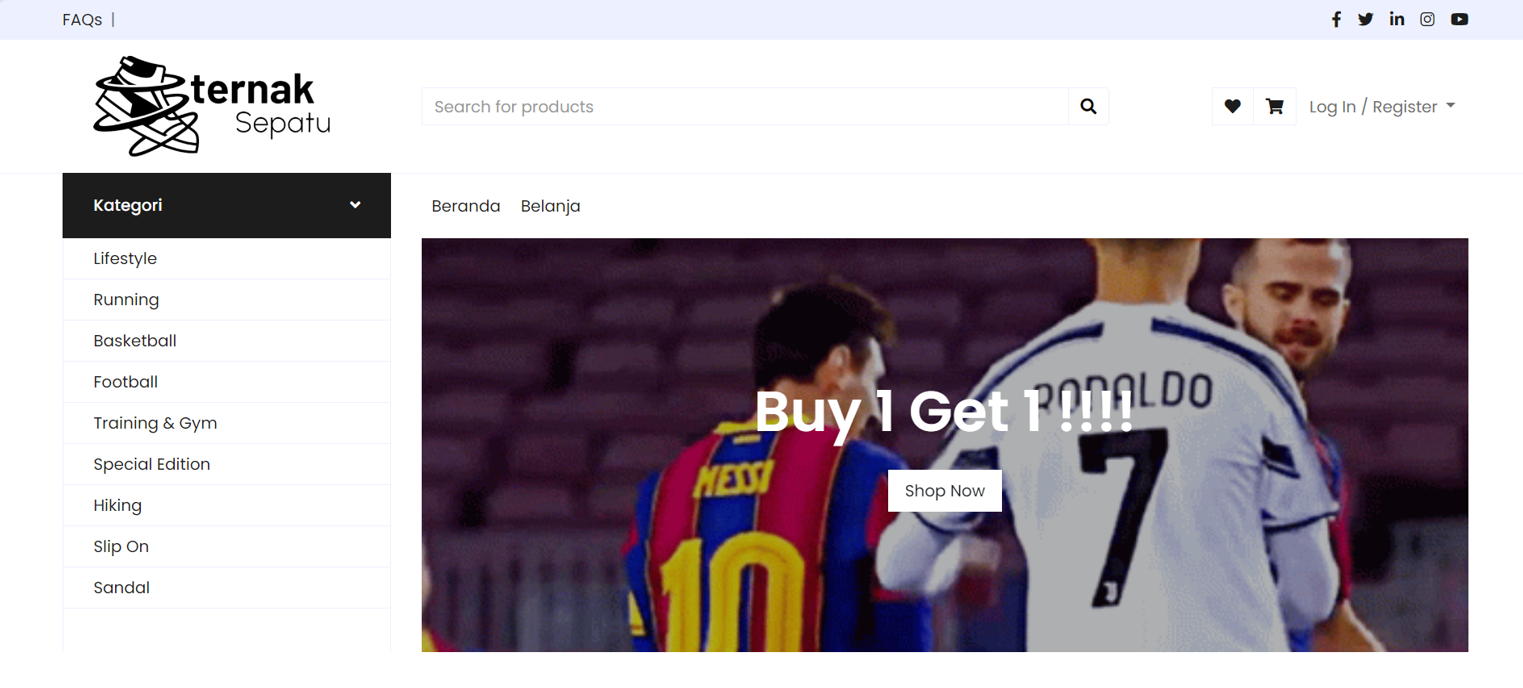 FAQs |
ternak
Sepatu
Search for products
Log In / Register
Kategori
Beranda Belanja
Lifestyle
Running
Basketball
Football
Training & Gym
Special Edition
Hiking
Slip On
Sandal
RONALDO
Buy 1 Get 1 !!!!
MESSI
7
Shop Now
10